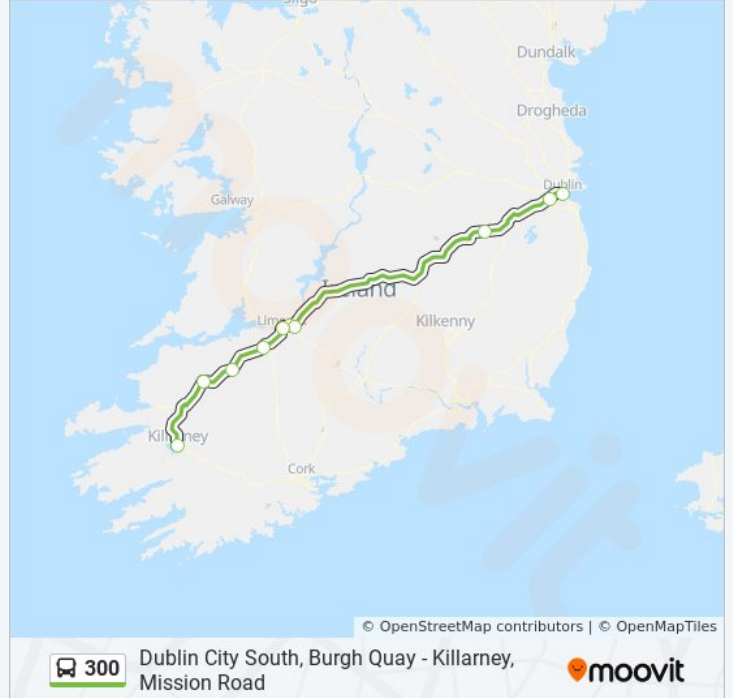 Sligo
Dundalk
Drogheda
Dublin
Galway
Ireland
Limerick
Kilkenny
Killarney
Cork
moovit
© OpenStreetMap contributors | © OpenMapTiles
300
Dublin City South, Burgh Quay - Killarney,
Mission Road
moovit